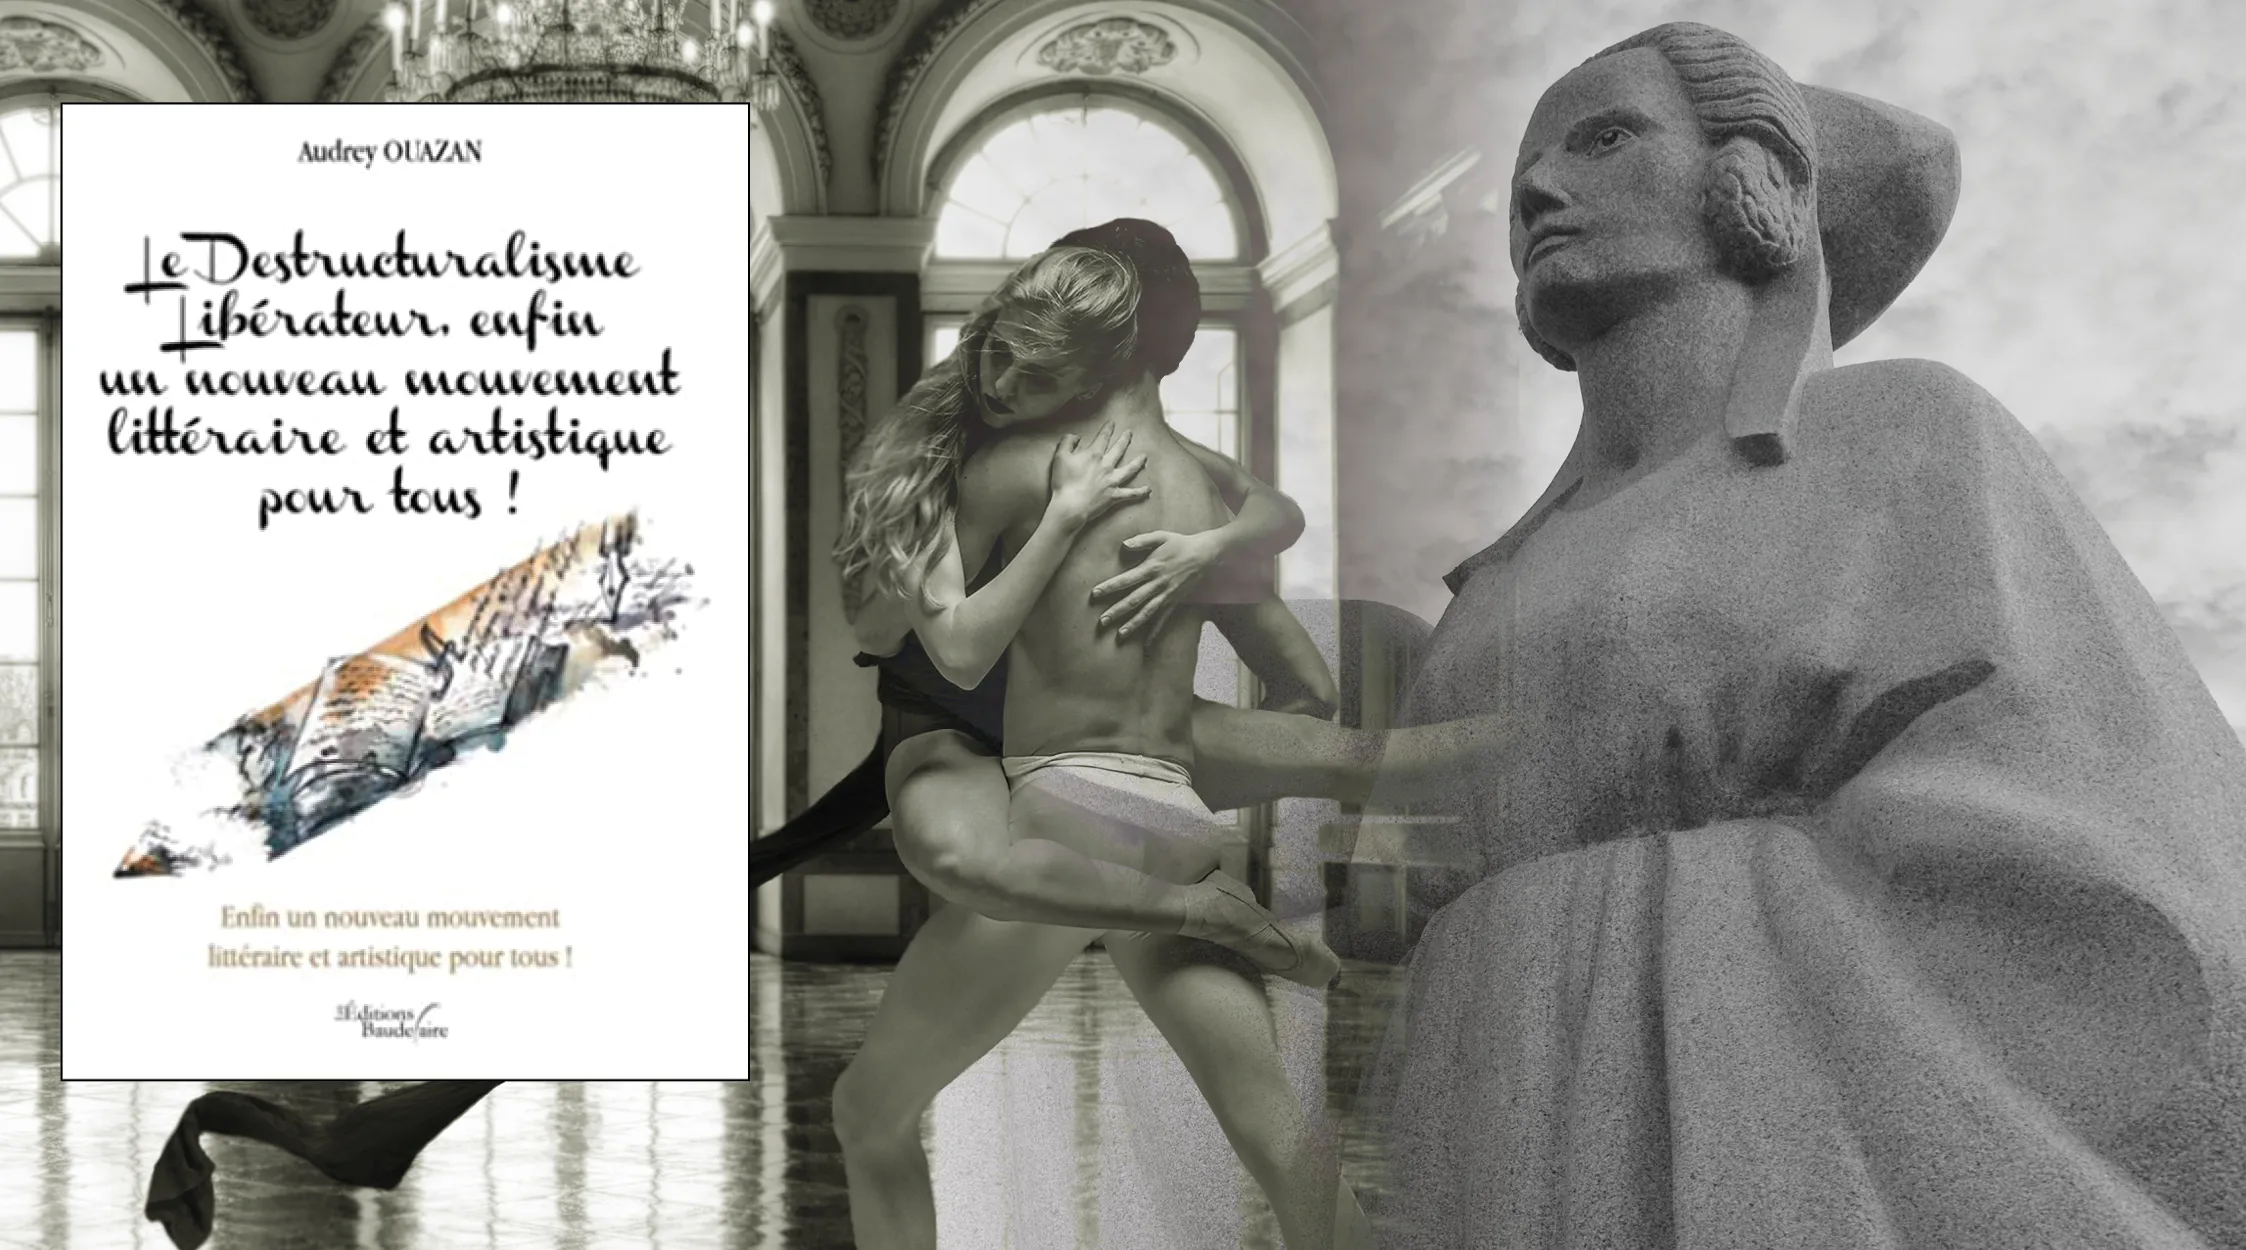 Audrey OUAZAN
Le Destructuralisme
Libérateur, enfin
un nouveau mouvement
littéraire et artistique
pour tous !
Enfin un nouveau mouvement
littéraire et artistique pour tous !
Les Éditions
Baudelaire